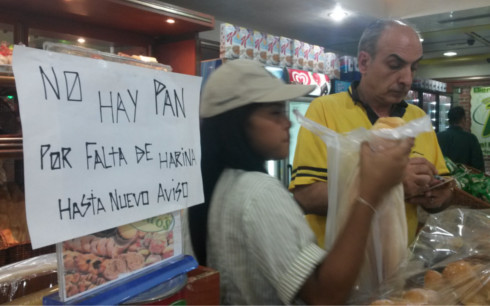 NO HAY PAN
POR FALTA DE HARINA
HASTA NUEVO AVISO